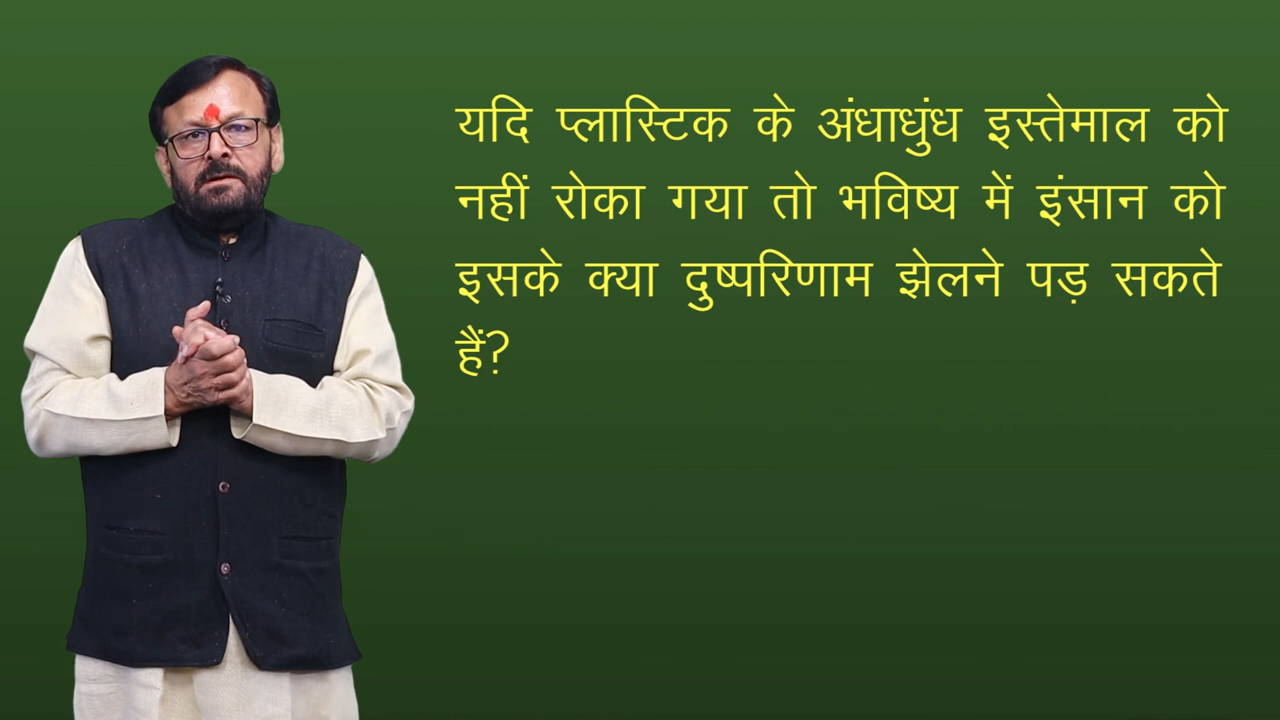 यदि प्लास्टिक के अंधाधुंध इस्तेमाल को
नहीं रोका गया तो भविष्य में इंसान को
इसके क्या दुष्परिणाम झेलने पड़ सकते
हैं?